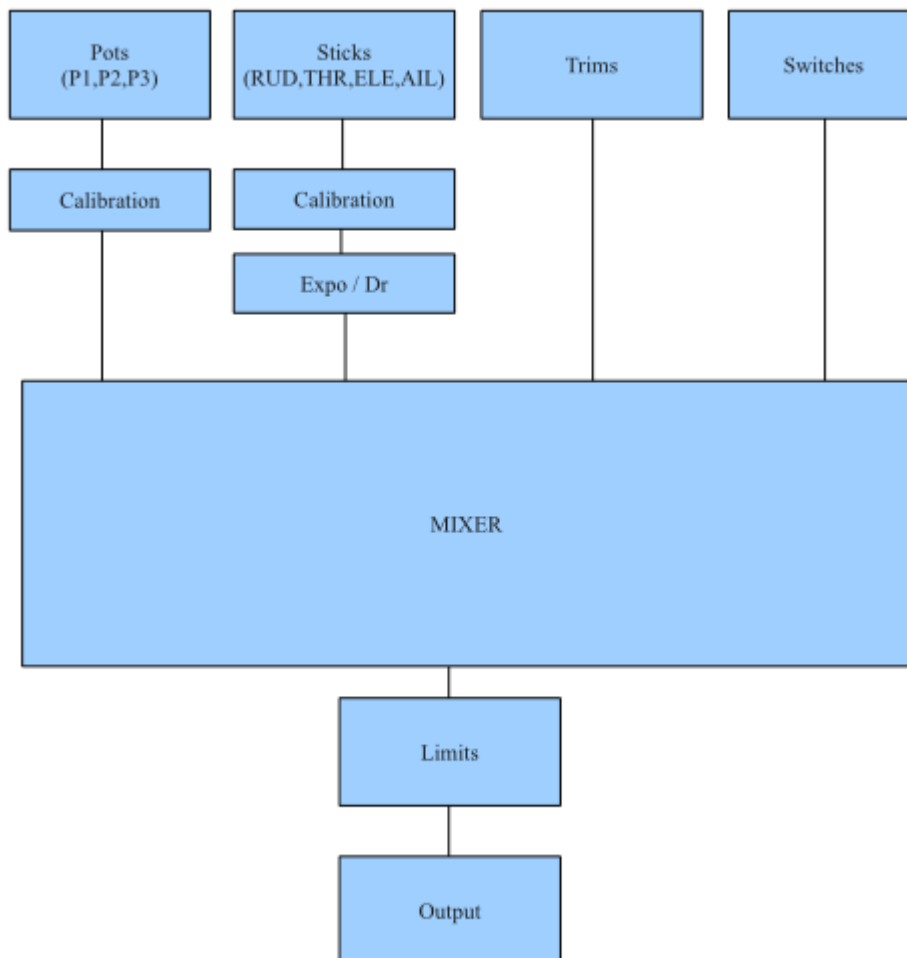 Pots
(P1,P2,P3)
Sticks
(RUD,THR,ELE,AIL)
Trims
Switches
Calibration
Calibration
Expo / Dr
MIXER
Limits
Output